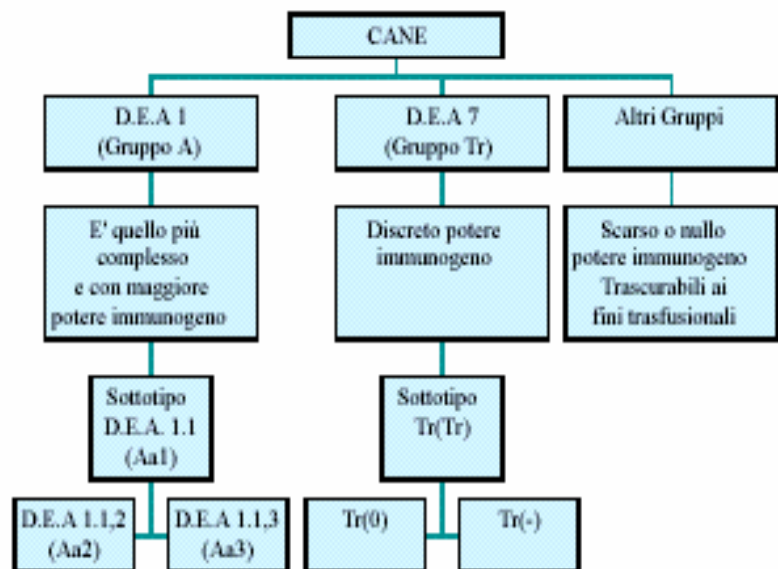 CANE
D.E.A 1
(Gruppo A)
D.E.A 7
(Gruppo Tr)
Altri Gruppi
E' quello più
complesso
e con maggiore
potere immunogeno
Discreto potere
immunogeno
Scarso o nullo
potere immunogeno
Trascurabili ai
fini trasfusionali
Sottotipo
D.E.A. 1.1
(Aa1)
Sottotipo
Tr(Tr)
D.E.A 1.1,2
(Aa2)
D.E.A 1.1,3
(Aa3)
Tr(0)
Tr(-)